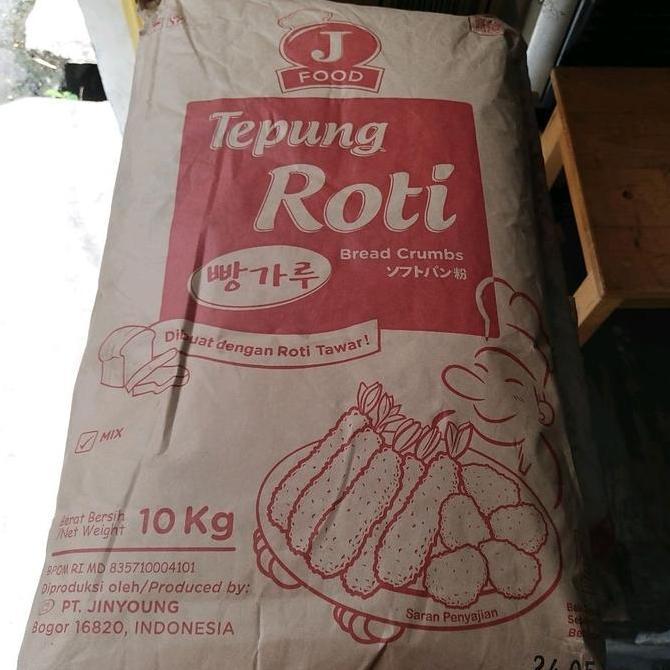 J
FOOD
Tepung
Roti
Bread Crumbs
ソフトパン粉
빵가루
Dibuat dengan Roti Tawar!
MIX
Berat Bersih
/Net Weight 10 Kg
BPOM RI MD 835710004101
Diproduksi oleh/Produced by:
PT. JINYOUNG
Bogor 16820, INDONESIA
Saran Penyajian